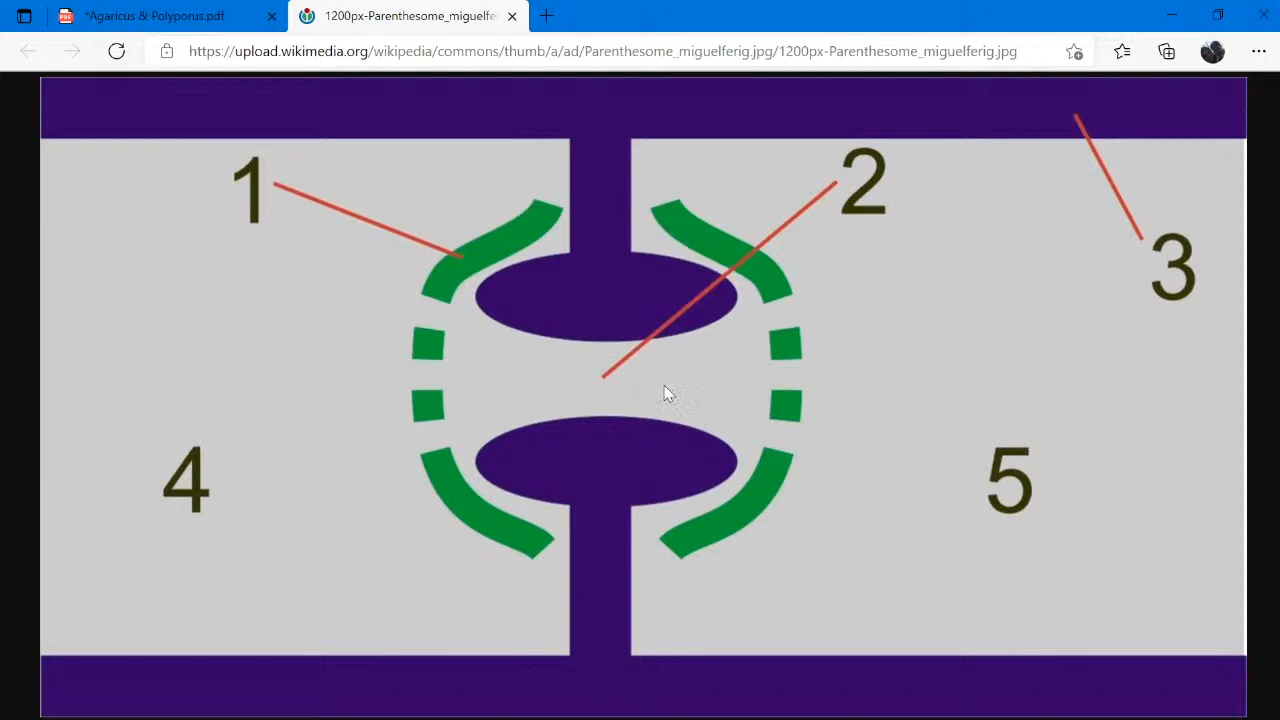 *Agaricus & Polyporus.pdf
1200px-Parenthesome_miguelferig
https://upload.wikimedia.org/wikipedia/commons/thumb/a/ad/Parenthesome_miguelferig.jpg/1200px-Parenthesome_miguelferig.jpg
1
2
3
4
5